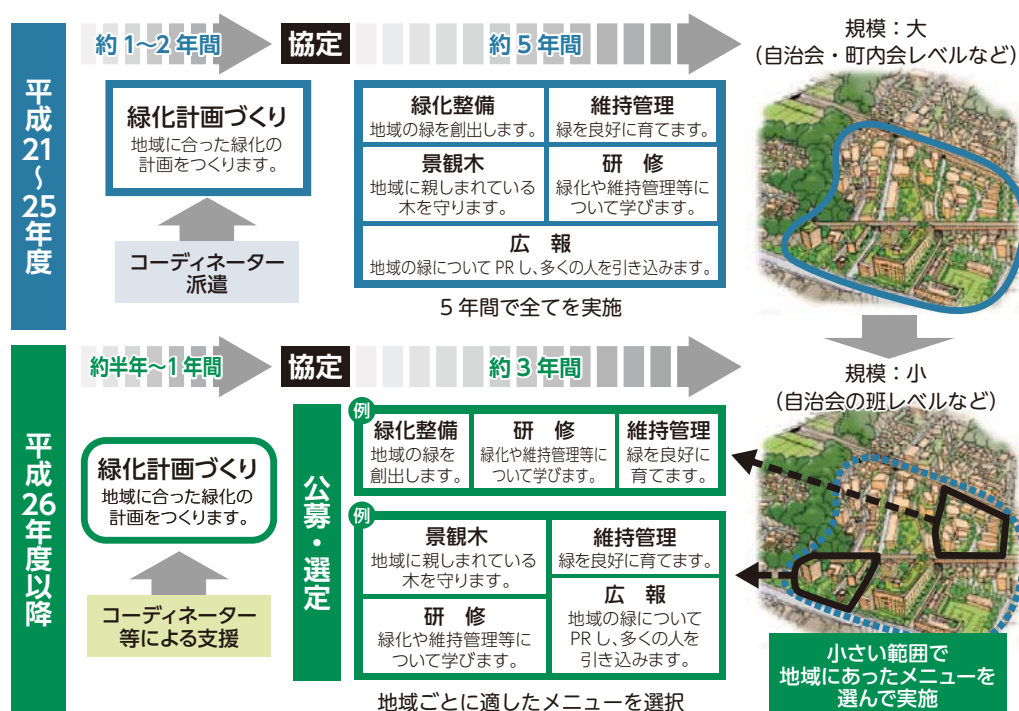 平成21〜25年度
約1〜2年間
協定
約5年間
規模：大
(自治会・町内会レベルなど)
緑化計画づくり
地域に合った緑化の
計画をつくります。
コーディネーター
派遣
緑化整備
地域の緑を創出します。
維持管理
緑を良好に育てます。
景観木
地域に親しまれている
木を守ります。
研 修
緑化や維持管理等に
ついて学びます。
広 報
地域の緑についてPRし、多くの人を引き込みます。
5年間で全てを実施
平成26年度以降
約半年〜1年間
協定
約3年間
規模：小
(自治会の班レベルなど)
緑化計画づくり
地域に合った緑化の
計画をつくります。
コーディネーター
等による支援
公募・選定
例
緑化整備
地域の緑を
創出します。
研 修
緑化や維持管理等に
ついて学びます。
維持管理
緑を良好に
育てます。
例
景観木
地域に親しまれている
木を守ります。
維持管理
緑を良好に育てます。
研 修
緑化や維持管理等に
ついて学びます。
広 報
地域の緑について
PRし、多くの人を
引き込みます。
地域ごとに適したメニューを選択
小さい範囲で
地域にあったメニューを
選んで実施